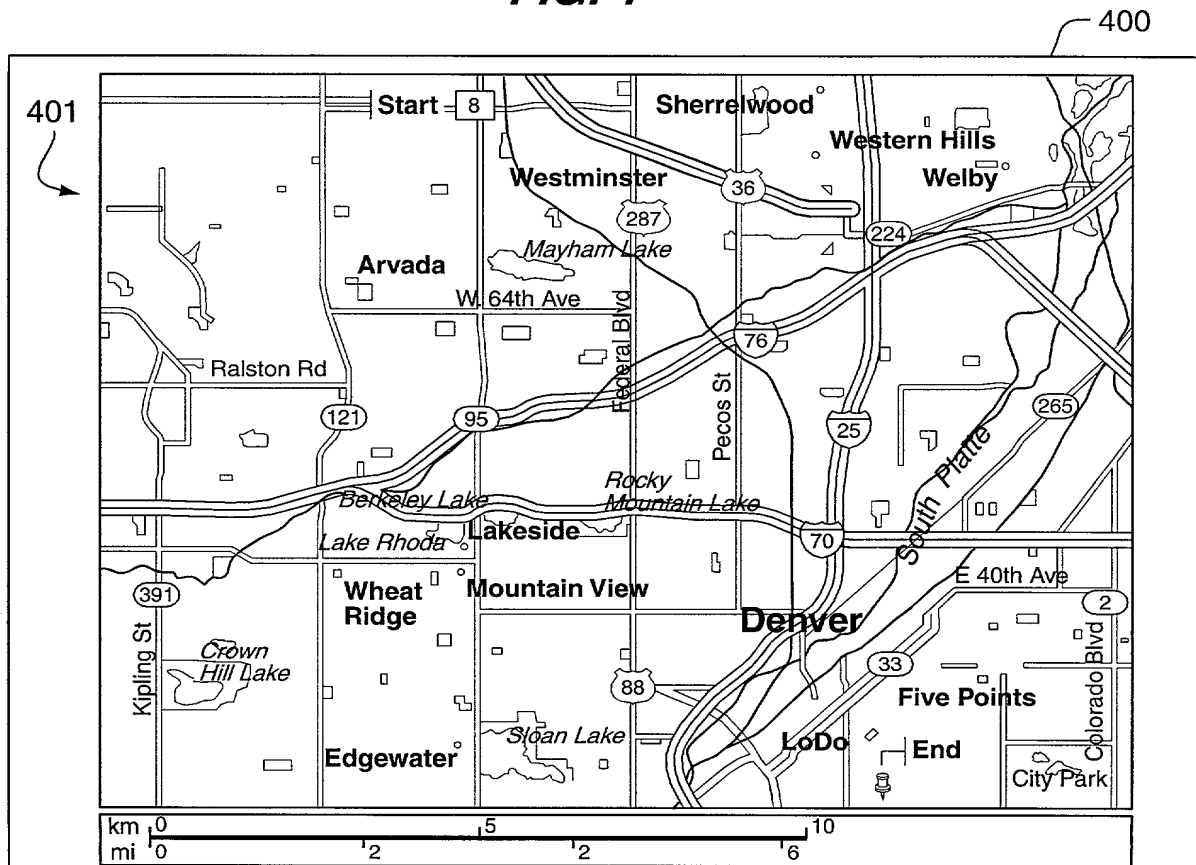 400
401
Start
8
Sherrelwood
Western Hills
Westminster
36
Welby
287
224
Mayham Lake
Arvada
W. 64th Ave
Federal Blvd
76
Ralston Rd
Pecos St
121
95
25
265
South Platte
Rocky
Mountain Lake
Berkeley Lake
Lakeside
70
Lake Rhoda
E 40th Ave
391
Wheat
Ridge
Mountain View
2
Denver
Kipling St
Crown
Hill Lake
33
Colorado Blvd
88
Five Points
Sloan Lake
LoDo
End
Edgewater
City Park
km 0 5 10
mi 0 2 2 6